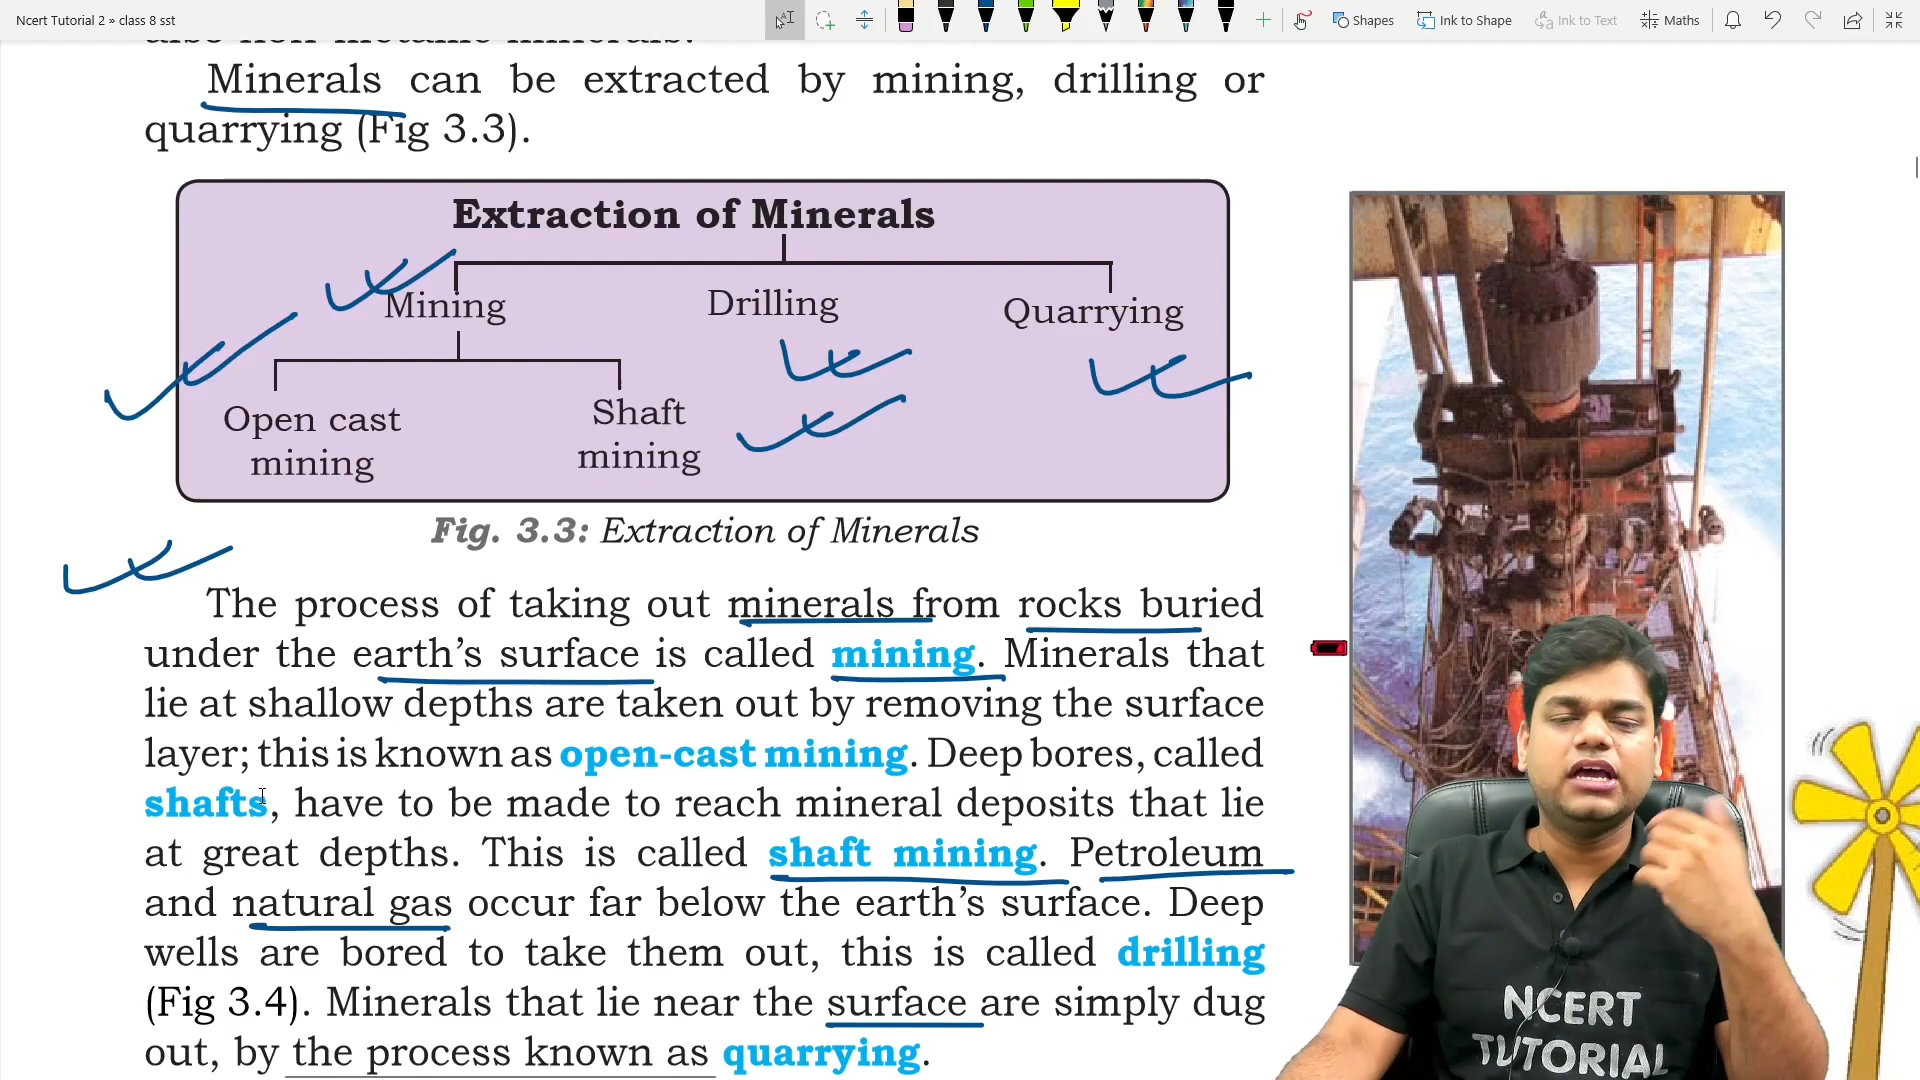 Ncert Tutorial 2 » class 8 sst
Shapes
Ink to Shape
Ink to Text
Maths
also non-metallic minerals.
Minerals can be extracted by mining, drilling or
quarrying (Fig 3.3).
Extraction of Minerals
Mining
Drilling
Quarrying
Open cast
mining
Shaft
mining
Fig. 3.3: Extraction of Minerals
The process of taking out minerals from rocks buried
under the earth’s surface is called mining. Minerals that
lie at shallow depths are taken out by removing the surface
layer; this is known as open-cast mining. Deep bores, called
shafts, have to be made to reach mineral deposits that lie
at great depths. This is called shaft mining. Petroleum
and natural gas occur far below the earth’s surface. Deep
wells are bored to take them out, this is called drilling
(Fig 3.4). Minerals that lie near the surface are simply dug
out, by the process known as quarrying.
NCERT
TUTORIAL